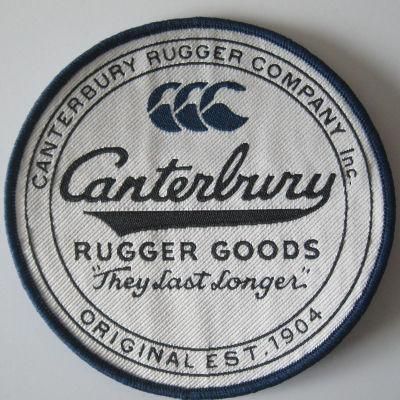 CANTERBURY RUGGER COMPANY Inc.
Canterbury
RUGGER GOODS
"They Last Longer."
ORIGINAL EST. 1904